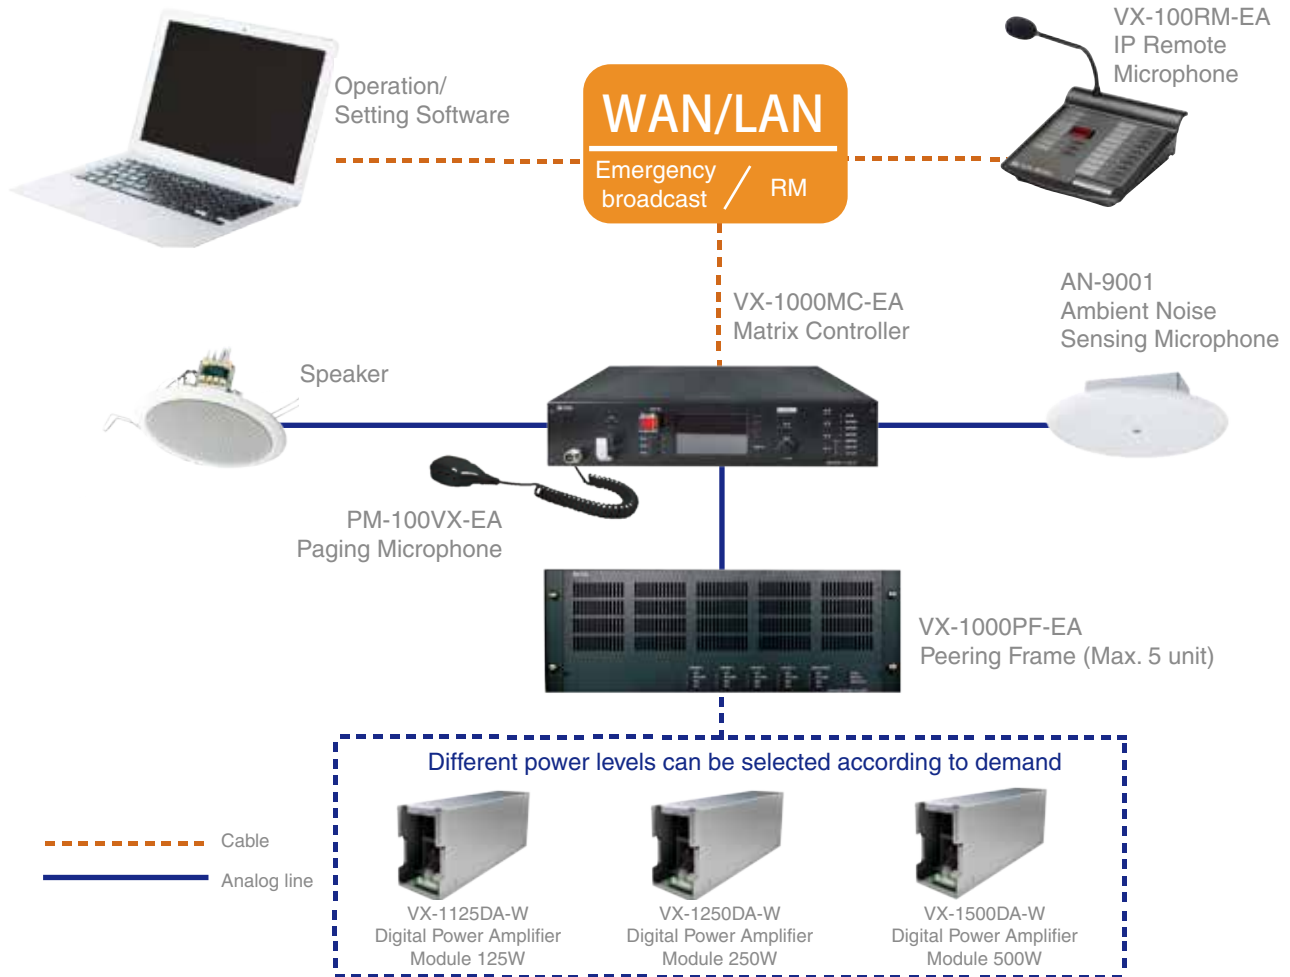 VX-100RM-EA
IP Remote
Microphone
Operation/
Setting Software
WAN/LAN
Emergency
broadcast
/
RM
AN-9001
Ambient Noise
Sensing Microphone
VX-1000MC-EA
Matrix Controller
Speaker
PM-100VX-EA
Paging Microphone
VX-1000PF-EA
Peering Frame (Max. 5 unit)
Different power levels can be selected according to demand
Cable
Analog line
VX-1125DA-W
Digital Power Amplifier
Module 125W
VX-1250DA-W
Digital Power Amplifier
Module 250W
VX-1500DA-W
Digital Power Amplifier
Module 500W